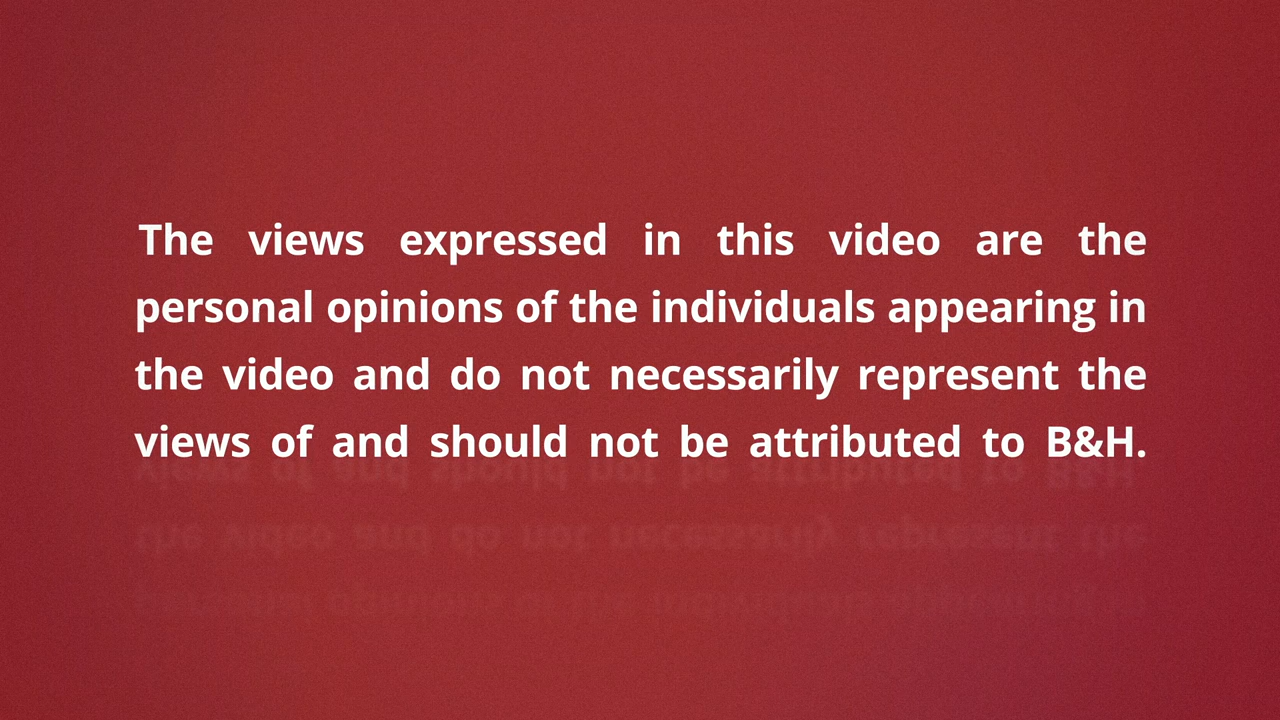 The views expressed in this video are the
personal opinions of the individuals appearing in
the video and do not necessarily represent the
views of and should not be attributed to B&H.